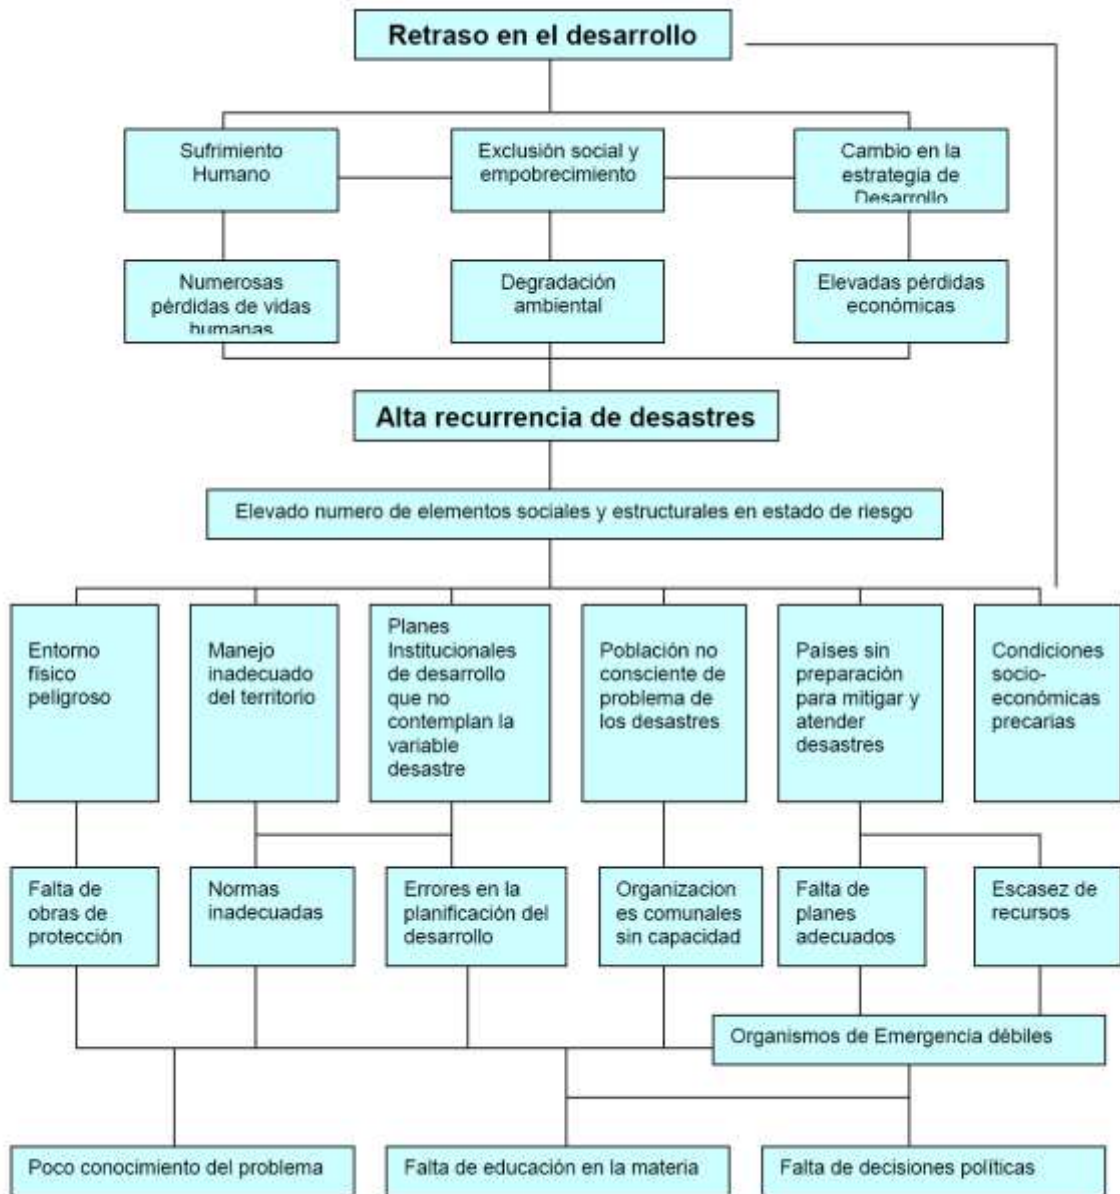 Retraso en el desarrollo
Sufrimiento
Humano
Exclusión social y
empobrecimiento
Cambio en la
estrategia de
Desarrollo
Numerosas
pérdidas de vidas
humanas
Degradación
ambiental
Elevadas pérdidas
económicas
Alta recurrencia de desastres
Elevado numero de elementos sociales y estructurales en estado de riesgo
Entorno
físico
peligroso
Manejo
inadecuado
del territorio
Planes
Institucionales
de desarrollo
que no
contemplan la
variable
desastre
Población no
consciente de
problema de
los desastres
Países sin
preparación
para mitigar y
atender
desastres
Condiciones
socio-
económicas
precarias
Falta de
obras de
protección
Normas
inadecuadas
Errores en la
planificación del
desarrollo
Organizacion
es comunales
sin capacidad
Falta de
planes
adecuados
Escasez de
recursos
Organismos de Emergencia débiles
Poco conocimiento del problema
Falta de educación en la materia
Falta de decisiones políticas